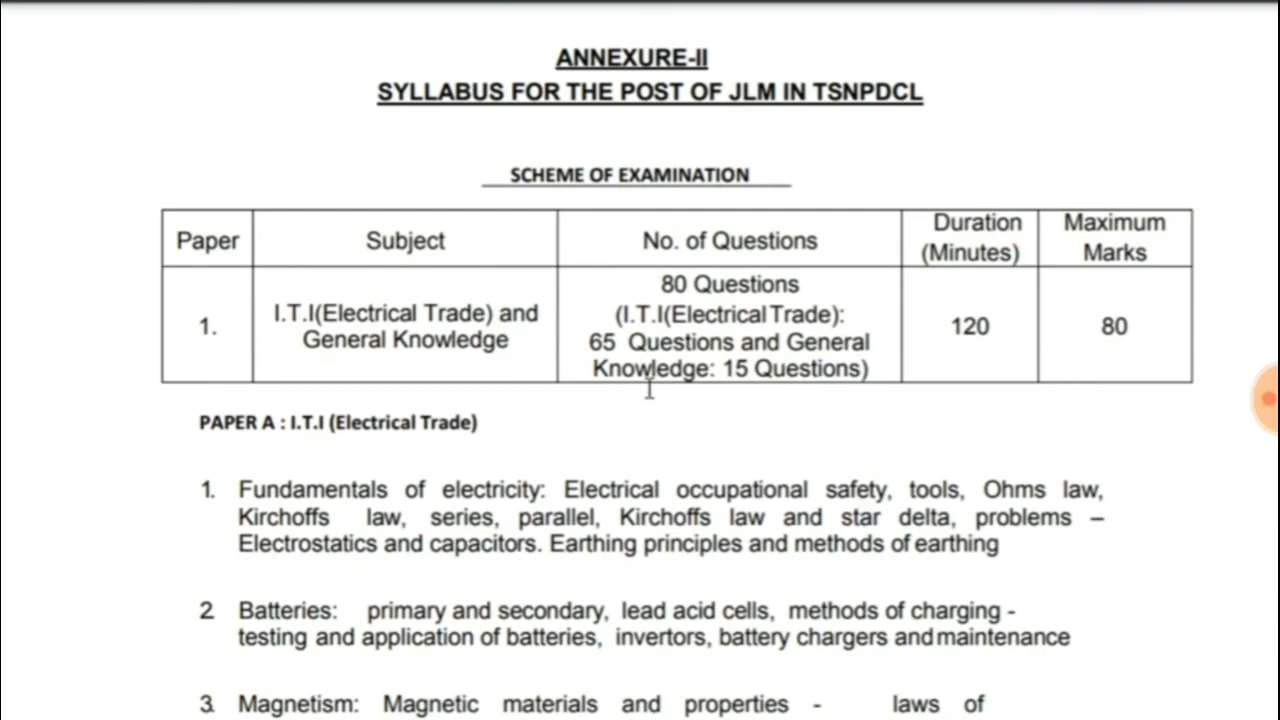 ANNEXURE-II
SYLLABUS FOR THE POST OF JLM IN TSNPDCL
SCHEME OF EXAMINATION
Paper Subject No. of Questions Duration (Minutes) Maximum Marks
1. I.T.I(Electrical Trade) and General Knowledge 80 Questions (I.T.I(Electrical Trade): 65 Questions and General Knowledge: 15 Questions) 120 80
PAPER A : I.T.I (Electrical Trade)
1. Fundamentals of electricity: Electrical occupational safety, tools, Ohms law,
Kirchoffs law, series, parallel, Kirchoffs law and star delta, problems –
Electrostatics and capacitors. Earthing principles and methods of earthing
2 Batteries: primary and secondary, lead acid cells, methods of charging -
testing and application of batteries, invertors, battery chargers and maintenance
3. Magnetism: Magnetic materials and properties - laws of